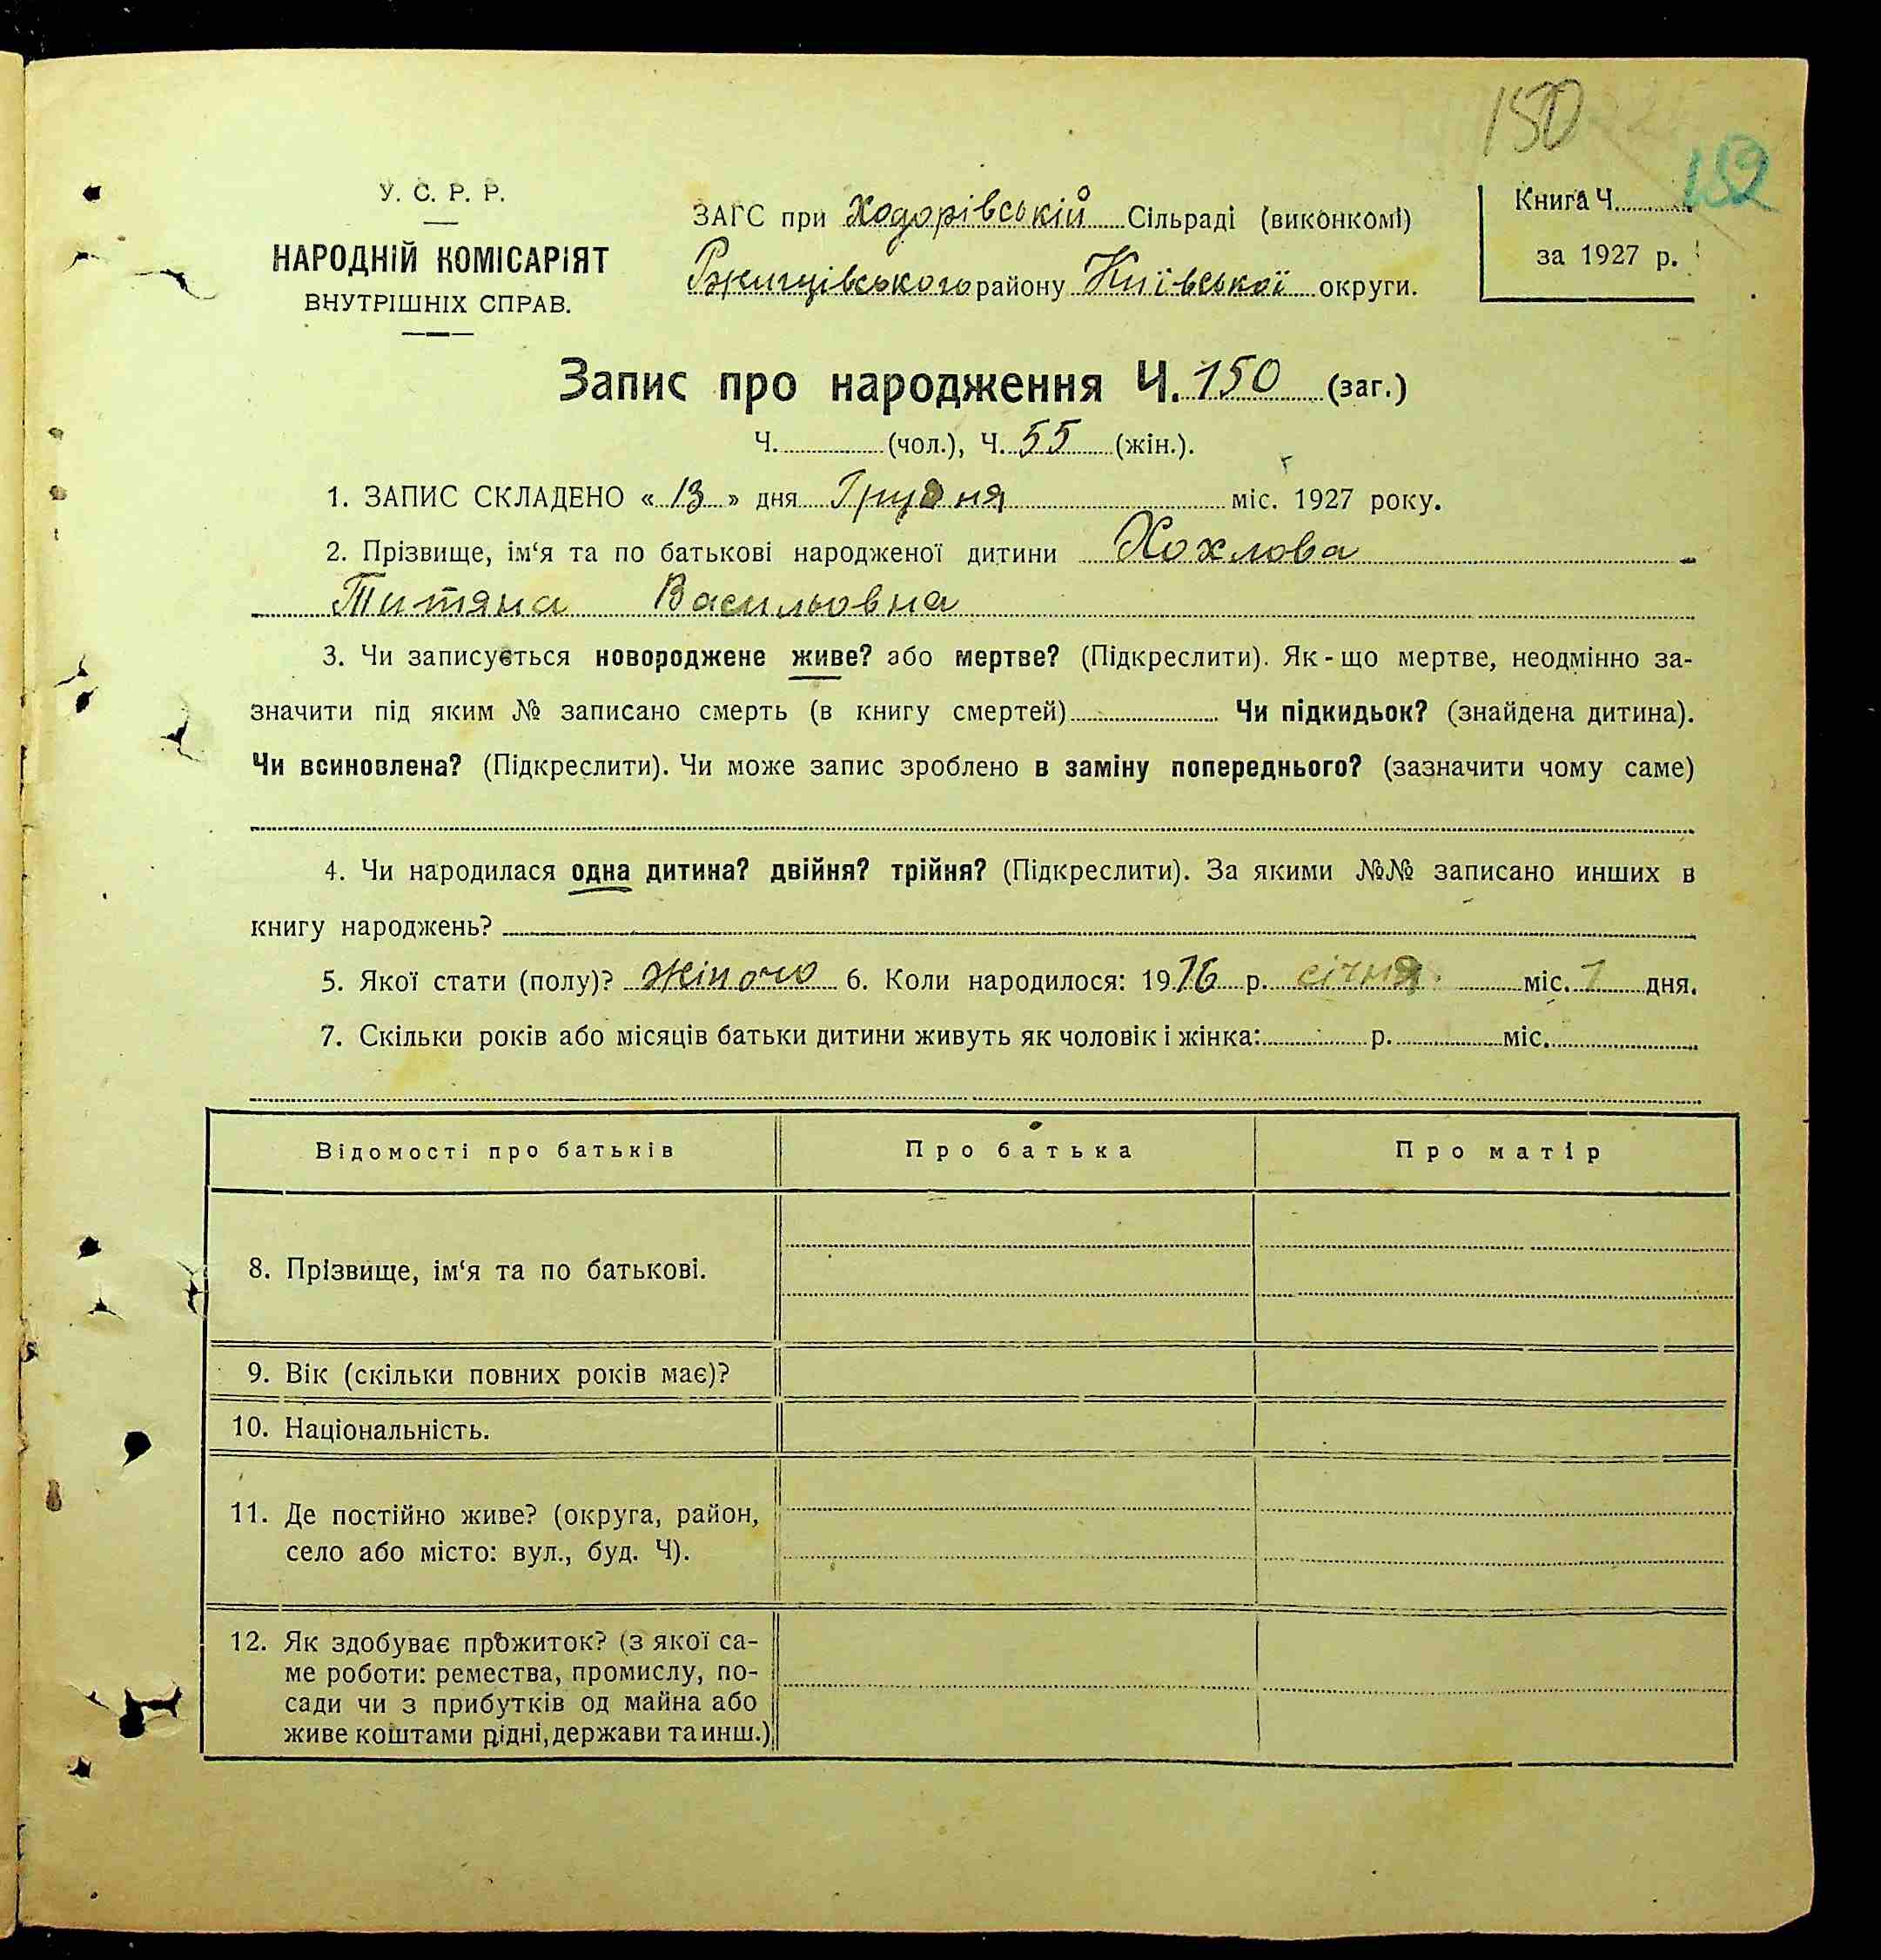 150
152
У. С. Р. Р.
НАРОДНІЙ КОМІСАРІЯТ
ВНУТРІШНІХ СПРАВ.
ЗАГС при Ходорівській Сільраді (виконкомі)
Ржищівського району Київської округи.
Книга Ч.
за 1927 р.
Запис про народження Ч. 150 (заг.)
Ч. (чол.), Ч. 55 (жін.).
1. ЗАПИС СКЛАДЕНО « 13 » дня Грудня міс. 1927 року.
2. Прізвище, ім‘я та по батькові народженої дитини Хохлова
Титяна Васильовна
3. Чи записується новороджене живе? або мертве? (Підкреслити). Як-що мертве, неодмінно за-
значити під яким № записано смерть (в книгу смертей) Чи підкидьок? (знайдена дитина).
Чи всиновлена? (Підкреслити). Чи може запис зроблено в заміну попереднього? (зазначити чому саме)
4. Чи народилася одна дитина? двійня? трійня? (Підкреслити). За якими №№ записано инших в
книгу народжень?
5. Якої стати (полу)? жіночо 6. Коли народилося: 1916 р. січня міс. 1 дня.
7. Скільки років або місяців батьки дитини живуть як чоловік і жінка: р. міс.
Відомості про батьків Про батька Про матір
8. Прізвище, ім‘я та по батькові.
9. Вік (скільки повних років має)?
10. Національність.
11. Де постійно живе? (округа, район,
село або місто: вул., буд. Ч).
12. Як здобуває прожиток? (з якої са-
ме роботи: ремества, промислу, по-
сади чи з прибутків од майна або
живе коштами рідні, держави та инш.)